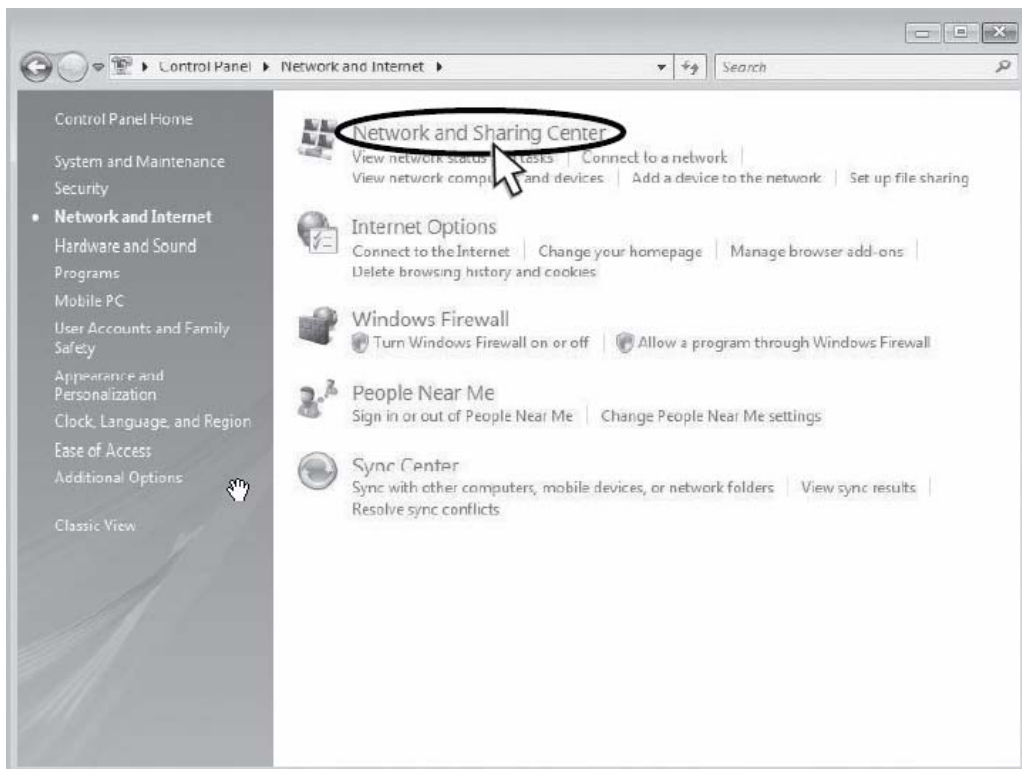 Control Panel Network and Internet Search
Control Panel Home
System and Maintenance
Security
Network and Internet
Hardware and Sound
Programs
Mobile PC
User Accounts and Family
Safety
Appearance and
Personalization
Clock, Language, and Region
Ease of Access
Additional Options
Classic View
Network and Sharing Center
View network status tasks Connect to a network
View network and devices Add a device to the network Set up file sharing
Internet Options
Connect to the Internet Change your homepage Manage browser add-ons
Delete browsing history and cookies
Windows Firewall
Turn Windows Firewall on or off Allow a program through Windows Firewall
People Near Me
Sign in or out of People Near Me Change People Near Me settings
Sync Center
Sync with other computers, mobile devices, or network folders View sync results
Resolve sync conflicts